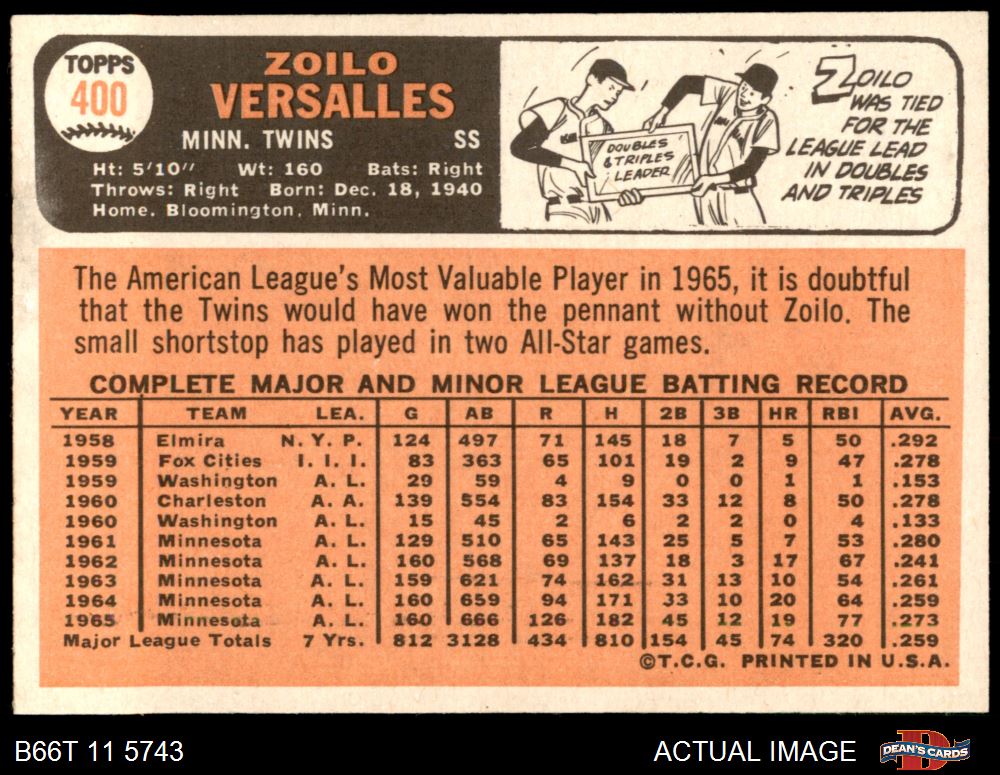 TOPPS
400
ZOILO
VERSALLES
MINN. TWINS SS
Ht: 5'10" Wt: 160 Bats: Right
Throws: Right Born: Dec. 18, 1940
Home. Bloomington, Minn.
DOUBLES
& TRIPLES
LEADER
ZOILO
WAS TIED
FOR THE
LEAGUE LEAD
IN DOUBLES
AND TRIPLES
The American League's Most Valuable Player in 1965, it is doubtful
that the Twins would have won the pennant without Zoilo. The
small shortstop has played in two All-Star games.
COMPLETE MAJOR AND MINOR LEAGUE BATTING RECORD
YEAR TEAM LEA. G AB R H 2B 3B HR RBI AVG.
1958 Elmira N. Y. P. 124 497 71 145 18 7 5 50 .292
1959 Fox Cities I. I. I. 83 363 65 101 19 2 9 47 .278
1959 Washington A. L. 29 59 4 9 0 0 1 1 .153
1960 Charleston A. A. 139 554 83 154 33 12 8 50 .278
1960 Washington A. L. 15 45 2 6 2 2 0 4 .133
1961 Minnesota A. L. 129 510 65 143 25 5 7 53 .280
1962 Minnesota A. L. 160 568 69 137 18 3 17 67 .241
1963 Minnesota A. L. 159 621 74 162 31 13 10 54 .261
1964 Minnesota A. L. 160 659 94 171 33 10 20 64 .259
1965 Minnesota A. L. 160 666 126 182 45 12 19 77 .273
Major League Totals 7 Yrs. 812 3128 434 810 154 45 74 320 .259
©T.C.G. PRINTED IN U.S.A.
B66T 11 5743 ACTUAL IMAGE DEAN'S CARDS